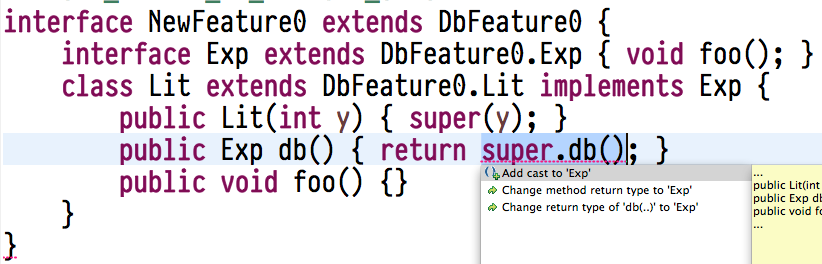 interface NewFeature0 extends DbFeature0 {
interface Exp extends DbFeature0.Exp { void foo(); }
class Lit extends DbFeature0.Lit implements Exp {
public Lit(int y) { super(y); }
public Exp db() { return super.db(); }
public void foo() {}
}
}
Add cast to 'Exp'
Change method return type to 'Exp'
Change return type of 'db(..)' to 'Exp'
...
public Lit(int
public Exp db
public void fo
...